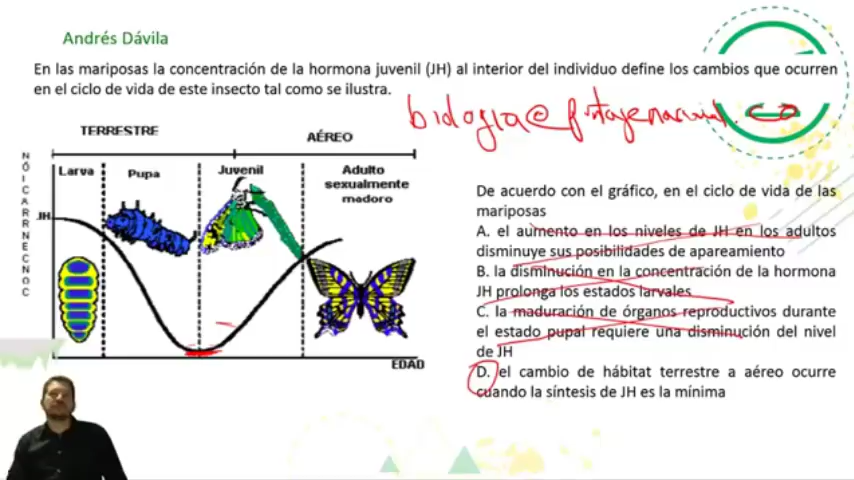 Andrés Dávila
En las mariposas la concentración de la hormona juvenil (JH) al interior del individuo define los cambios que ocurren
en el ciclo de vida de este insecto tal como se ilustra.
biologia@
TERRESTRE
AÉREO
Larva
Pupa
Juvenil
Adulto
sexualmente
madoro
NÓICARRNECNOC
JH
EDAD
De acuerdo con el gráfico, en el ciclo de vida de las
mariposas
A. el aumento en los niveles de JH en los adultos
disminuye sus posibilidades de apareamiento
B. la disminución en la concentración de la hormona
JH prolonga los estados larvales
C. la maduración de órganos reproductivos durante
el estado pupal requiere una disminución del nivel
de JH
D. el cambio de hábitat terrestre a aéreo ocurre
cuando la síntesis de JH es la mínima